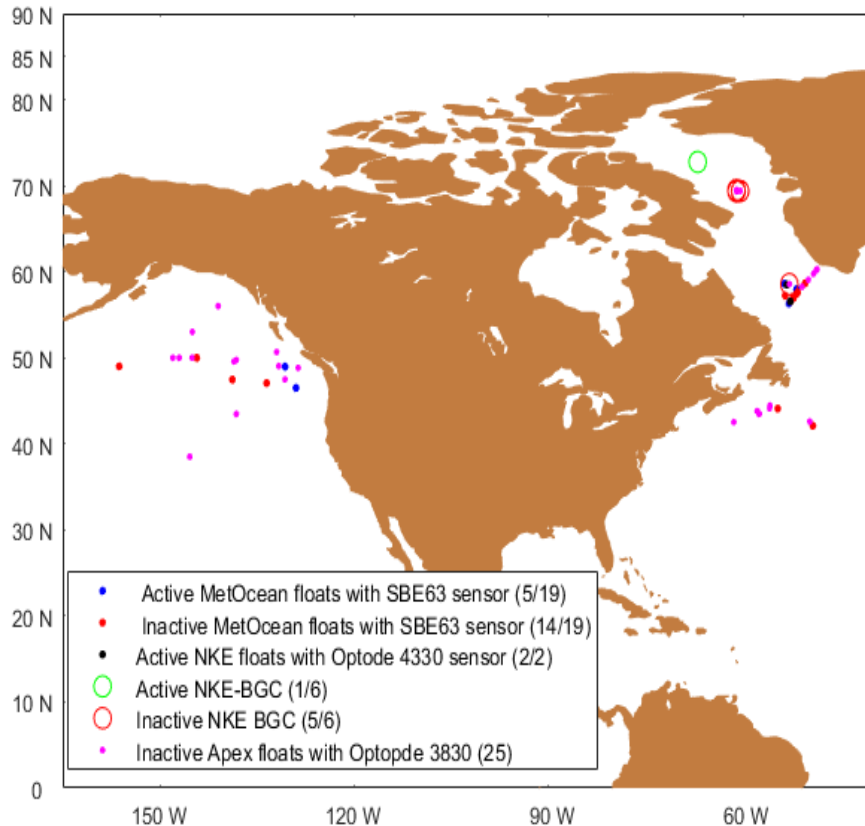 90 N
85 N
80 N
70 N
60 N
50 N
40 N
30 N
20 N
10 N
0
Active MetOcean floats with SBE63 sensor (5/19)
Inactive MetOcean floats with SBE63 sensor (14/19)
Active NKE floats with Optode 4330 sensor (2/2)
Active NKE-BGC (1/6)
Inactive NKE BGC (5/6)
Inactive Apex floats with Optopde 3830 (25)
150 W 120 W 90 W 60 W